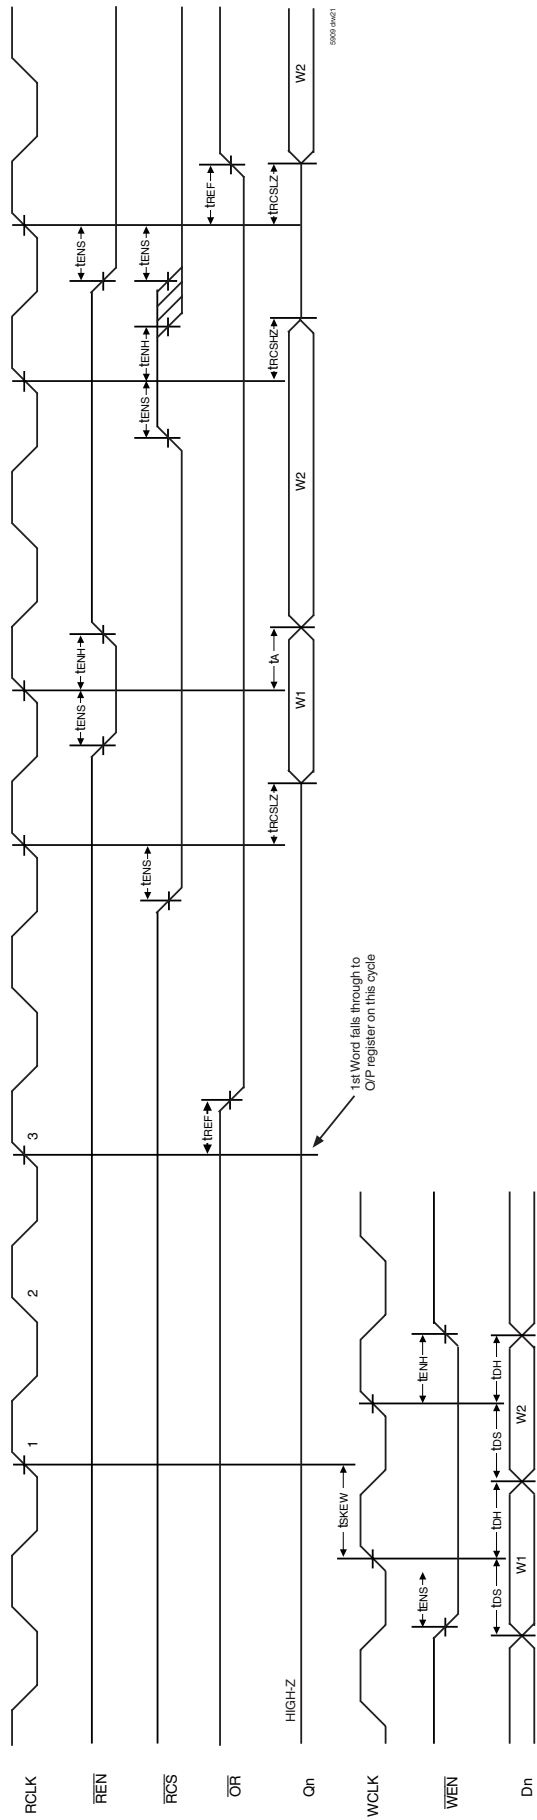 RCLK 1 2 3
REN tENS tENH tENS
RCS tENS tENS tENH tENS
OR tREF tREF
tRCSLZ tA tRCSHZ tRCSLZ
HIGH-Z
Qn W1 W2 W2
5909 drw21
1st Word falls through to
O/P register on this cycle
tSKEW
WCLK
tENS tENH
WEN
tDS tDH tDS tDH
Dn W1 W2